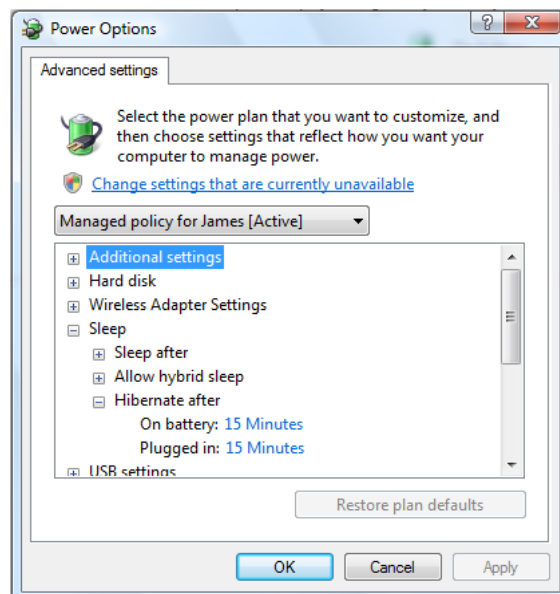 Power Options
Advanced settings
Select the power plan that you want to customize, and
then choose settings that reflect how you want your
computer to manage power.
Change settings that are currently unavailable
Managed policy for James [Active]
Additional settings
Hard disk
Wireless Adapter Settings
Sleep
Sleep after
Allow hybrid sleep
Hibernate after
On battery: 15 Minutes
Plugged in: 15 Minutes
USB settings
Restore plan defaults
OK Cancel Apply